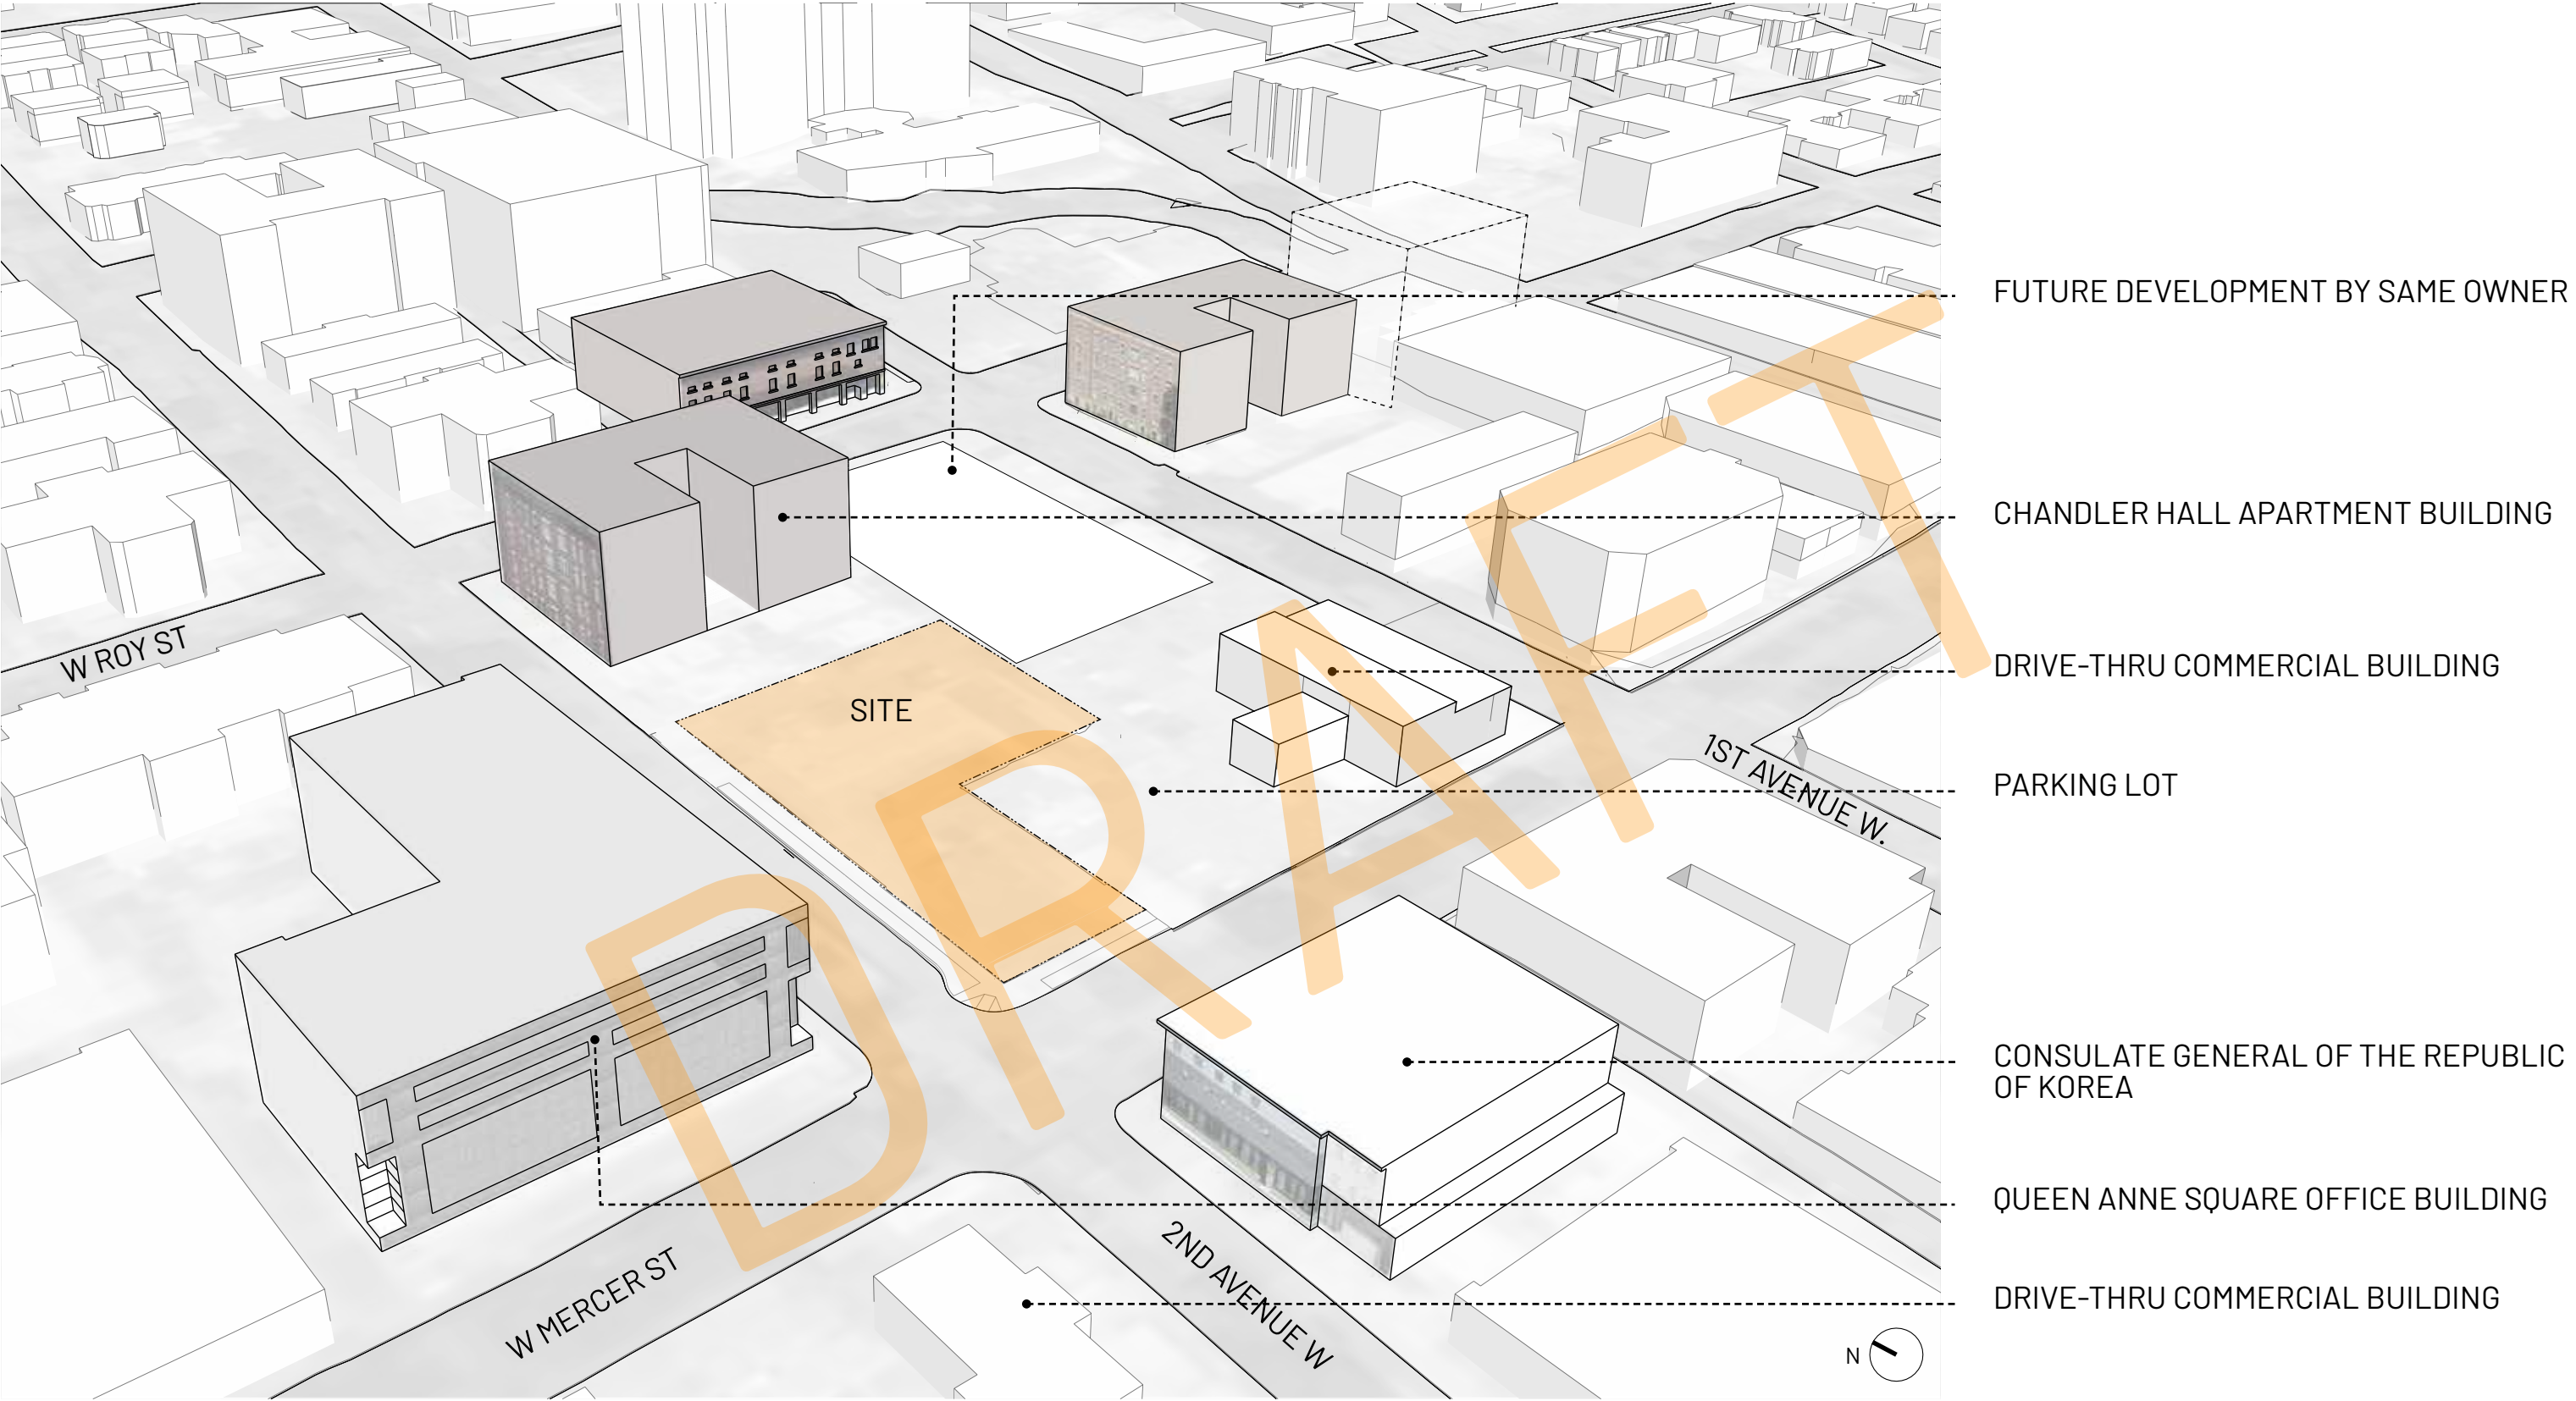 FUTURE DEVELOPMENT BY SAME OWNER
CHANDLER HALL APARTMENT BUILDING
W ROY ST
DRIVE-THRU COMMERCIAL BUILDING
SITE
1ST AVENUE W.
PARKING LOT
DRAFT
CONSULATE GENERAL OF THE REPUBLIC
OF KOREA
QUEEN ANNE SQUARE OFFICE BUILDING
W MERCER ST
2ND AVENUE W
DRIVE-THRU COMMERCIAL BUILDING
N